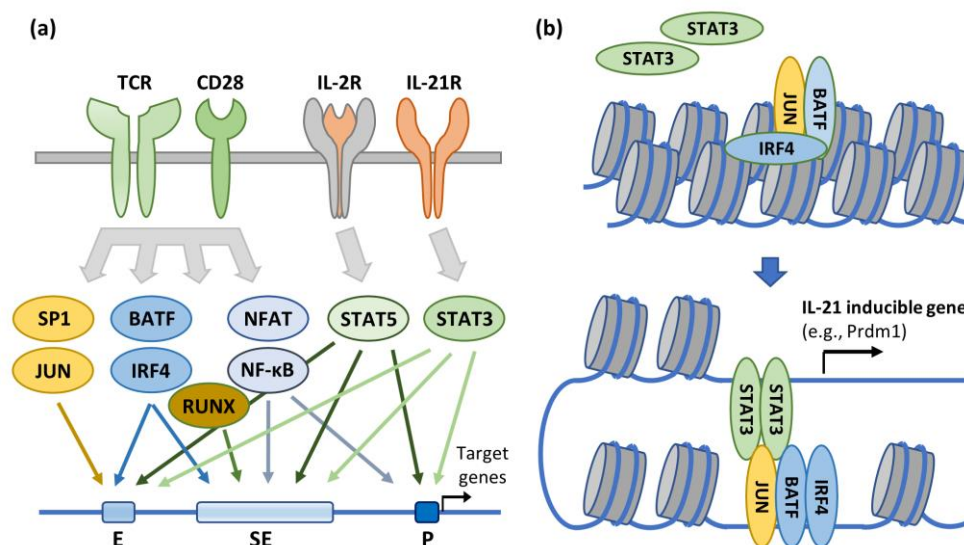 (a)
TCR CD28 IL-2R IL-21R
SP1 BATF NFAT STAT5 STAT3
JUN IRF4 NF-κB
RUNX
Target
genes
E SE P
(b)
STAT3
STAT3
JUN BATF
IRF4
IL-21 inducible gene
(e.g., Prdm1)
STAT3 STAT3
JUN BATF IRF4